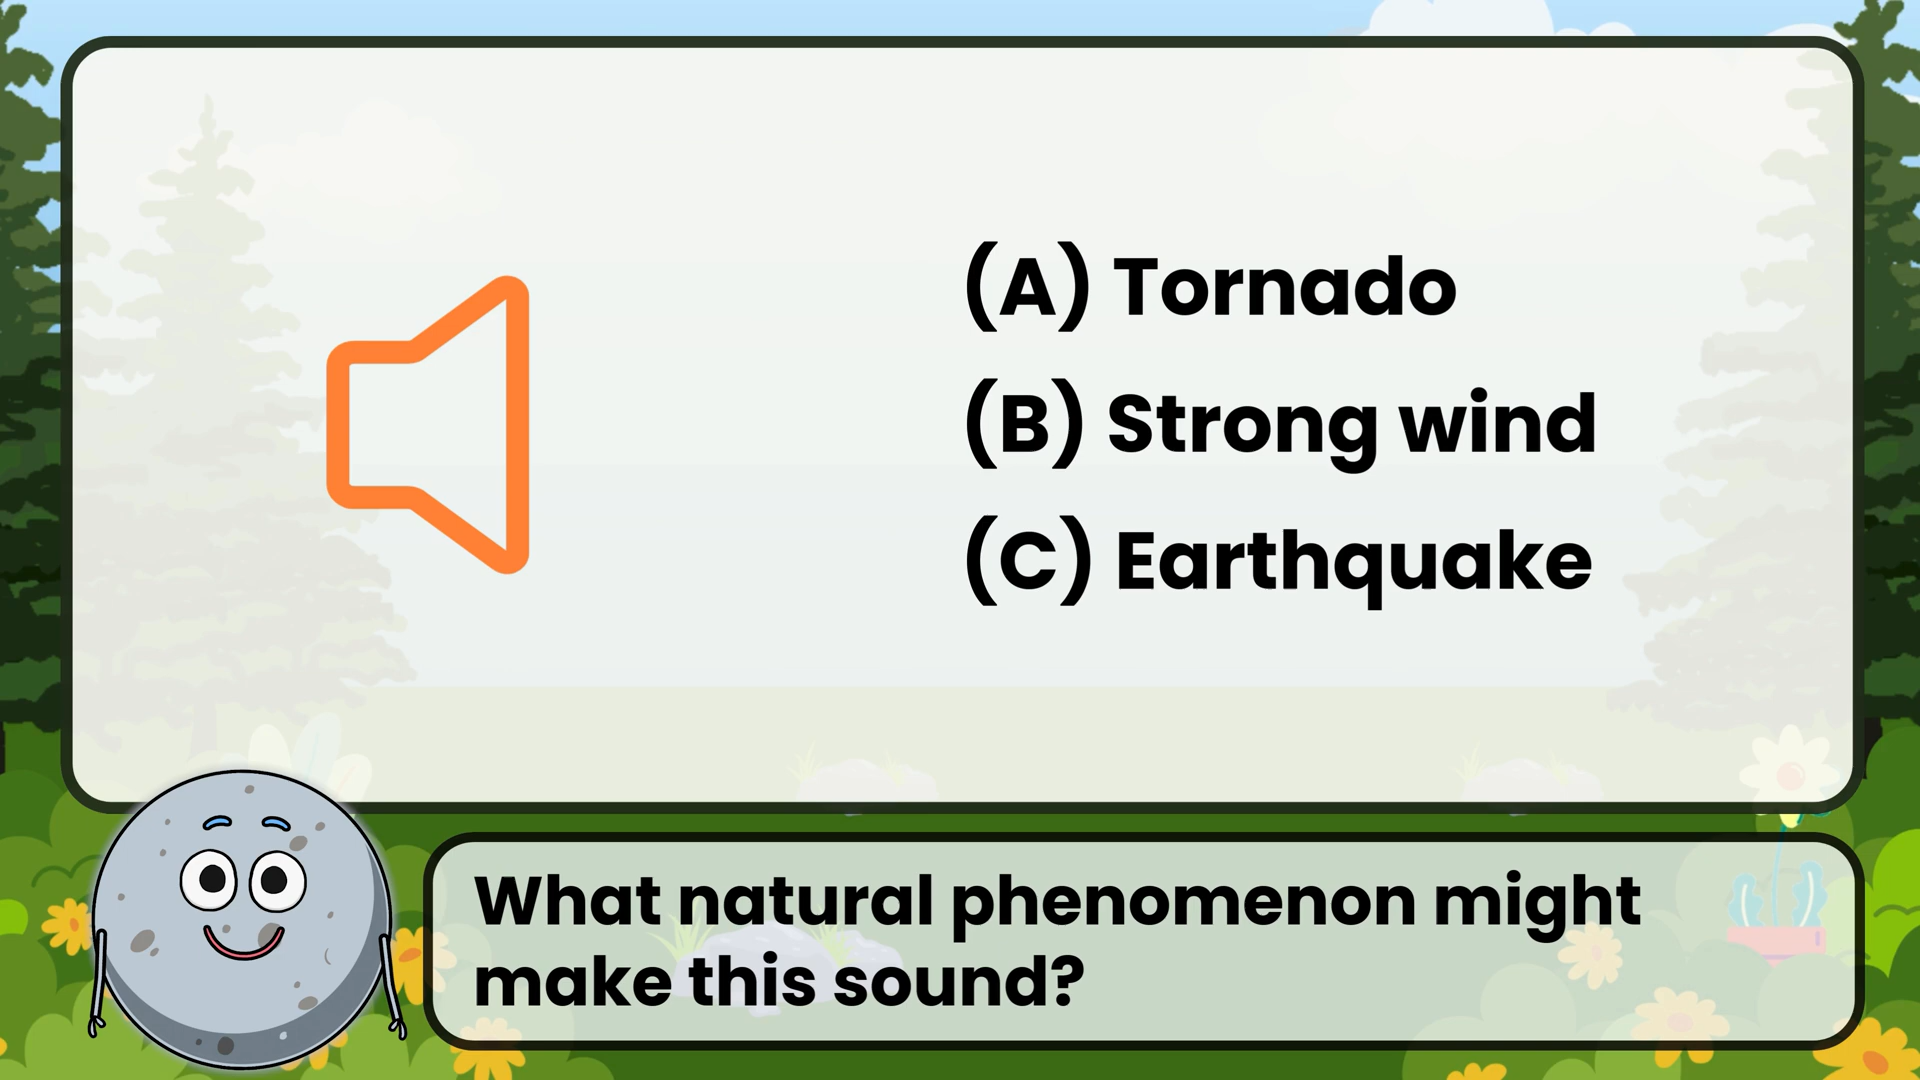 (A) Tornado
(B) Strong wind
(C) Earthquake
What natural phenomenon might
make this sound?